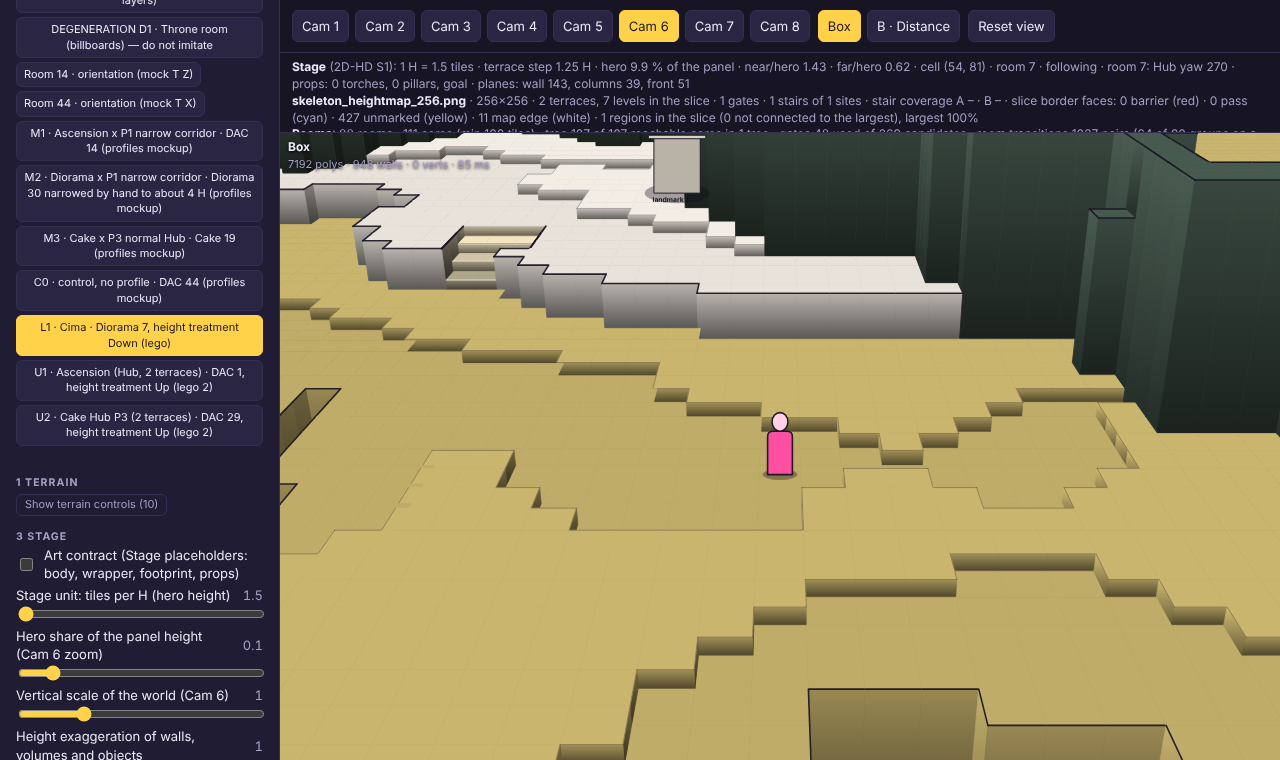 layers)
DEGENERATION D1 · Throne room
(billboards) — do not imitate
Room 14 · orientation (mock T Z)
Room 44 · orientation (mock T X)
M1 · Ascension x P1 narrow corridor · DAC
14 (profiles mockup)
M2 · Diorama x P1 narrow corridor · Diorama
30 narrowed by hand to about 4 H (profiles
mockup)
M3 · Cake x P3 normal Hub · Cake 19
(profiles mockup)
C0 · control, no profile · DAC 44 (profiles
mockup)
L1 · Cima · Diorama 7, height treatment
Down (lego)
U1 · Ascension (Hub, 2 terraces) · DAC 1,
height treatment Up (lego 2)
U2 · Cake Hub P3 (2 terraces) · DAC 29,
height treatment Up (lego 2)
1 TERRAIN
Show terrain controls (10)
3 STAGE
Art contract (Stage placeholders:
body, wrapper, footprint, props)
Stage unit: tiles per H (hero height) 1.5
Hero share of the panel height
(Cam 6 zoom) 0.1
Vertical scale of the world (Cam 6) 1
Height exaggeration of walls,
volumes and objects 1
Cam 1 Cam 2 Cam 3 Cam 4 Cam 5 Cam 6 Cam 7 Cam 8 Box B · Distance Reset view
Stage (2D-HD S1): 1 H = 1.5 tiles · terrace step 1.25 H · hero 9.9 % of the panel · near/hero 1.43 · far/hero 0.62 · cell (54, 81) · room 7 · following · room 7: Hub yaw 270 ·
props: 0 torches, 0 pillars, goal · planes: wall 143, columns 39, front 51
skeleton_heightmap_256.png · 256×256 · 2 terraces, 7 levels in the slice · 1 gates · 1 stairs of 1 sites · stair coverage A – · B – · slice border faces: 0 barrier (red) · 0 pass
(cyan) · 427 unmarked (yellow) · 11 map edge (white) · 1 regions in the slice (0 not connected to the largest), largest 100%
Box
7192 polys · 948 walls · 0 verts · 85 ms
landmark